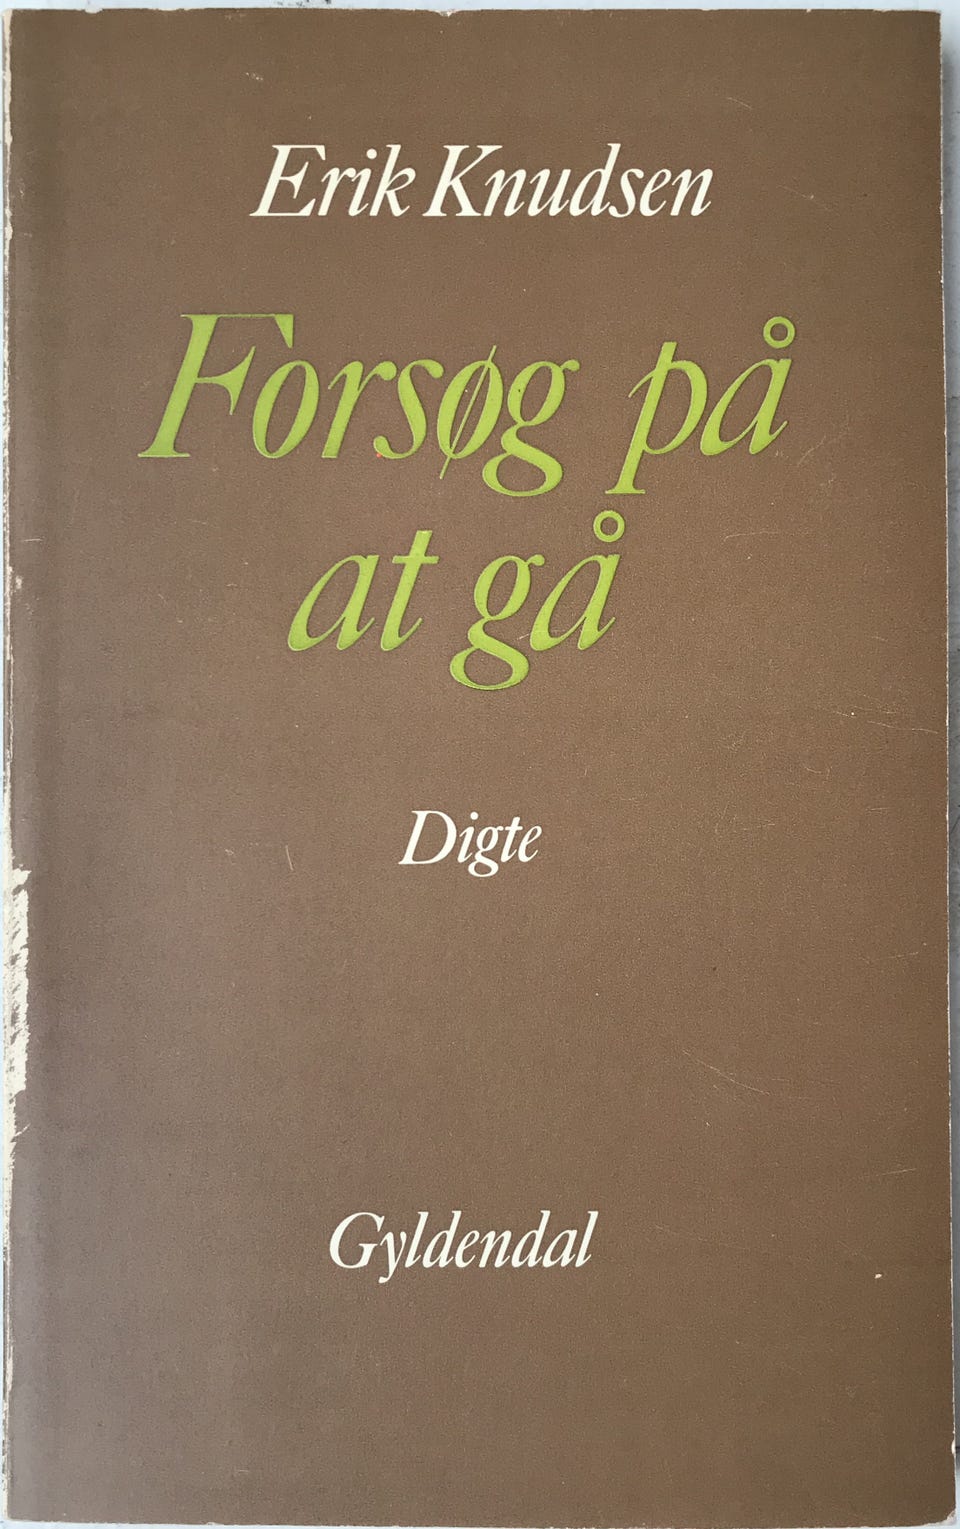 Erik Knudsen
Forsøg på
at gå
Digte
Gyldendal